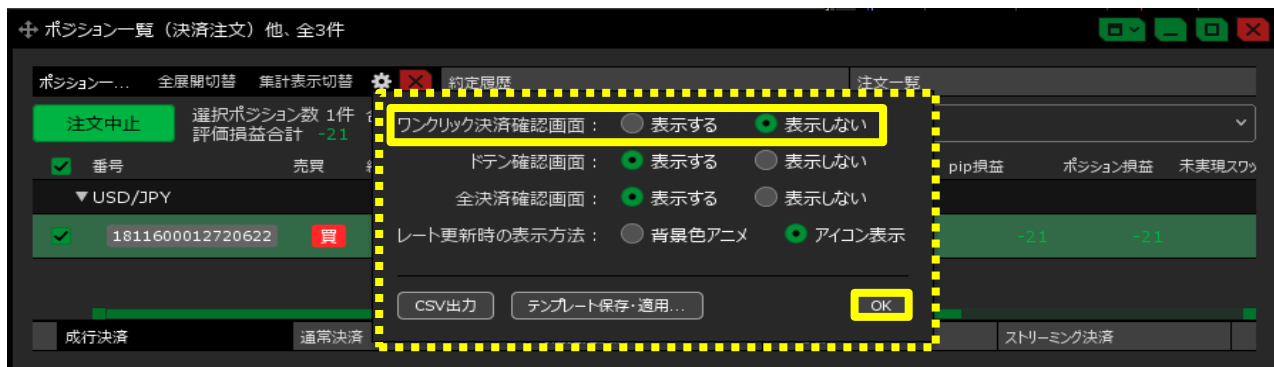 ポジション一覧（決済注文）他、全3件
ポジションー... 全展開切替 集計表示切替 約定履歴 注文一覧
注文中止 選択ポジション数 1件
評価損益合計 -21
ワンクリック決済確認画面： 表示する 表示しない
番号 売買 ドテン確認画面： 表示する 表示しない pip損益 ポジション損益 未実現スワッ
▼USD/JPY 全決済確認画面： 表示する 表示しない
1811600012720622 買 レート更新時の表示方法： 背景色アニメ アイコン表示 -21 -21
CSV出力 テンプレート保存・適用... OK
成行決済 通常決済 ストリーミング決済